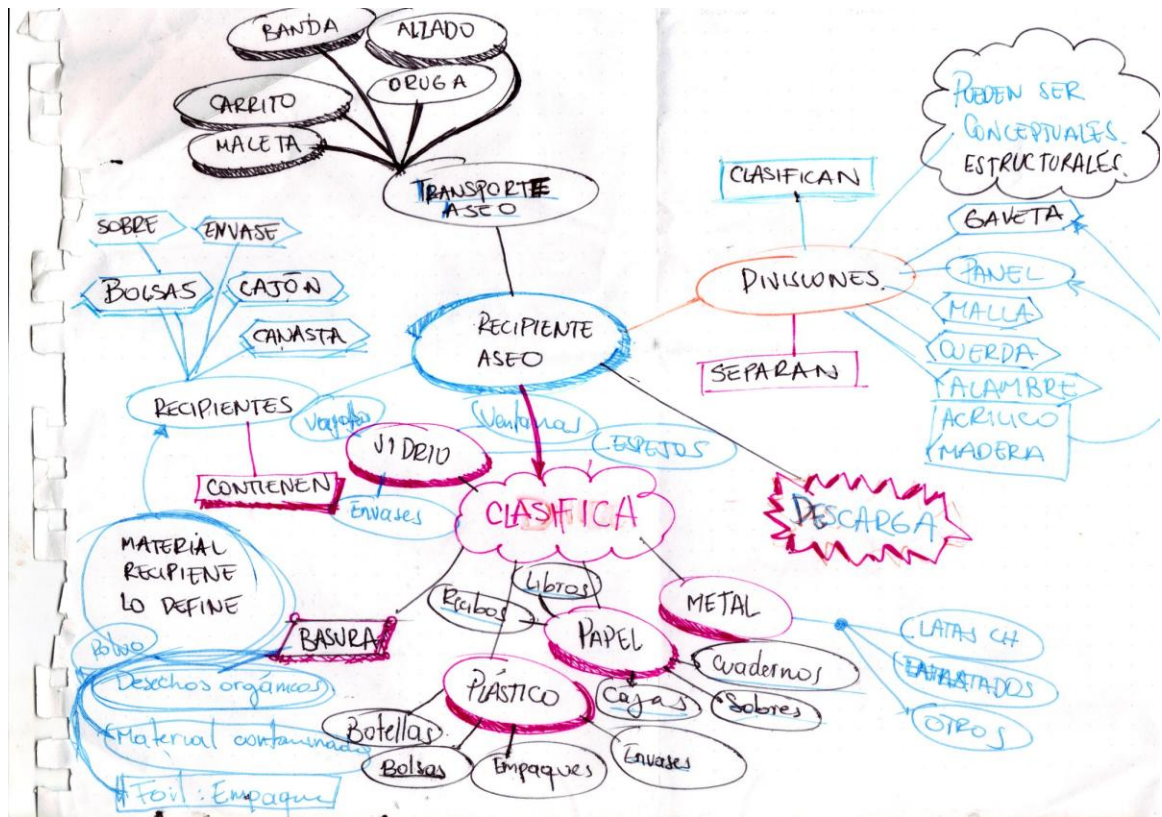 BANDA
ALZADO
ORUGA
CARRITO
MALETA
TRANSPORTE
ASEO
PUEDEN SER
CONCEPTUALES.
ESTRUCTURALES.
CLASIFICAN
DIVISIONES.
SEPARAN
GAVETA
PANEL
MALLA
CUERDA
ALAMBRE
ACRILICO
MADERA
SOBRE
ENVASE
BOLSAS
CAJÓN
CANASTA
RECIPIENTES
CONTIENEN
RECIPIENTE
ASEO
Ventanas
ESPEJOS
VIDRIO
Envases
CLASIFICA
DESCARGA
MATERIAL
RECIPIENE
LO DEFINE
BASURA
Polvo
Desechos orgánicos
Material contaminado
Foil: Empaque
Libros
Recibos
PAPEL
Cuadernos
Cajas
Sobres
METAL
LATAS CH
OTROS
PLÁSTICO
Botellas
Bolsas
Empaques
Envases